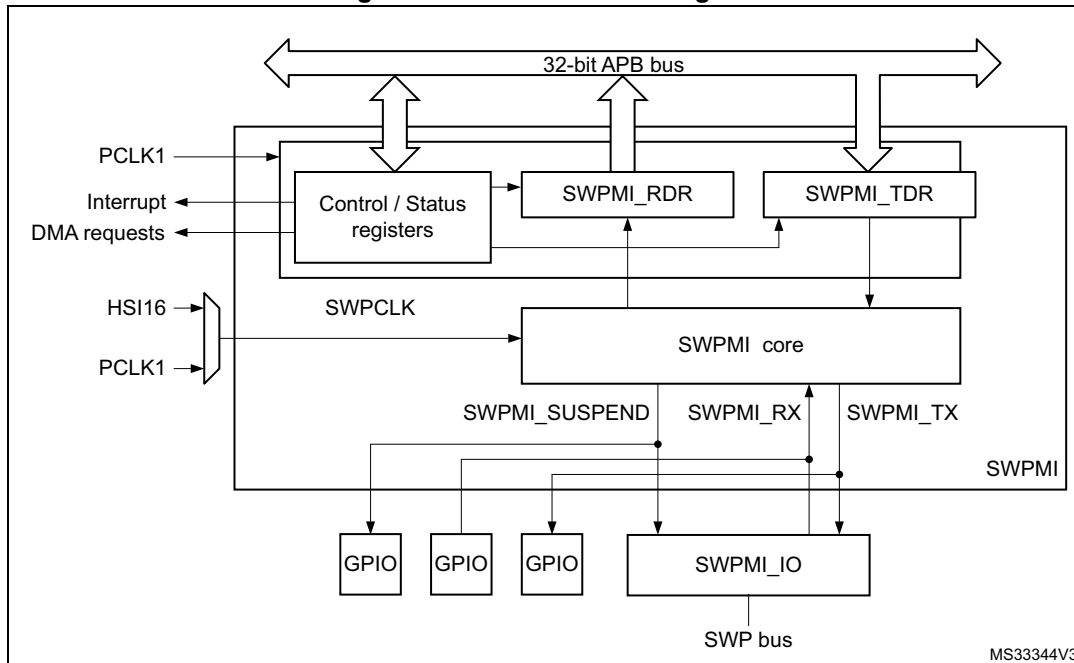 32-bit APB bus
PCLK1
Interrupt
DMA requests
Control / Status
registers
SWPMI_RDR
SWPMI_TDR
HSI16
PCLK1
SWPCLK
SWPMI core
SWPMI_SUSPEND
SWPMI_RX
SWPMI_TX
SWPMI
GPIO
GPIO
GPIO
SWPMI_IO
SWP bus
MS33344V3